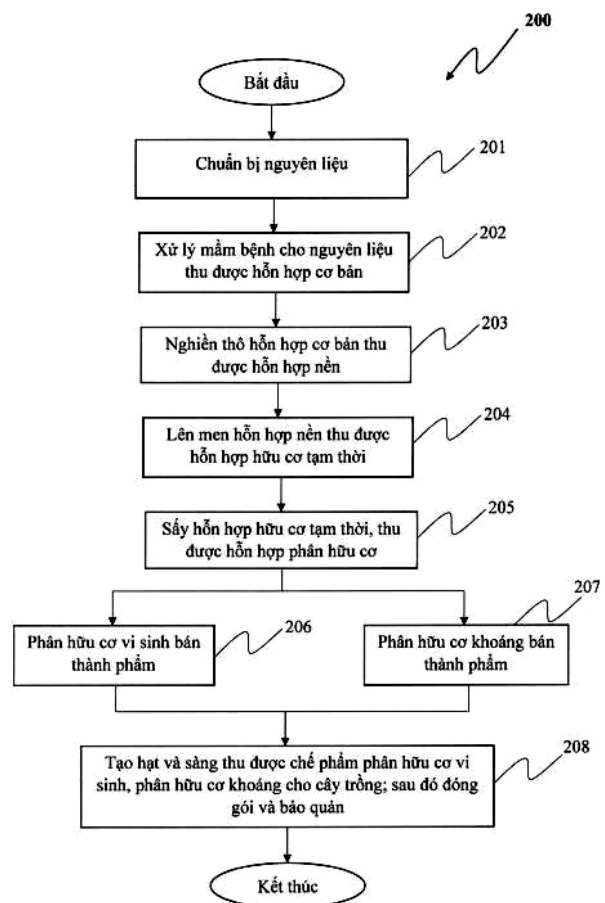 200
Bắt đầu
201
Chuẩn bị nguyên liệu
202
Xử lý mầm bệnh cho nguyên liệu
thu được hỗn hợp cơ bản
203
Nghiền thô hỗn hợp cơ bản thu
được hỗn hợp nền
204
Lên men hỗn hợp nền thu được
hỗn hợp hữu cơ tạm thời
205
Sấy hỗn hợp hữu cơ tạm thời, thu
được hỗn hợp phân hữu cơ
206
Phân hữu cơ vi sinh bán
thành phẩm
207
Phân hữu cơ khoáng bán
thành phẩm
208
Tạo hạt và sàng thu được chế phẩm phân hữu cơ vi
sinh, phân hữu cơ khoáng cho cây trồng; sau đó đóng
gói và bảo quản
Kết thúc